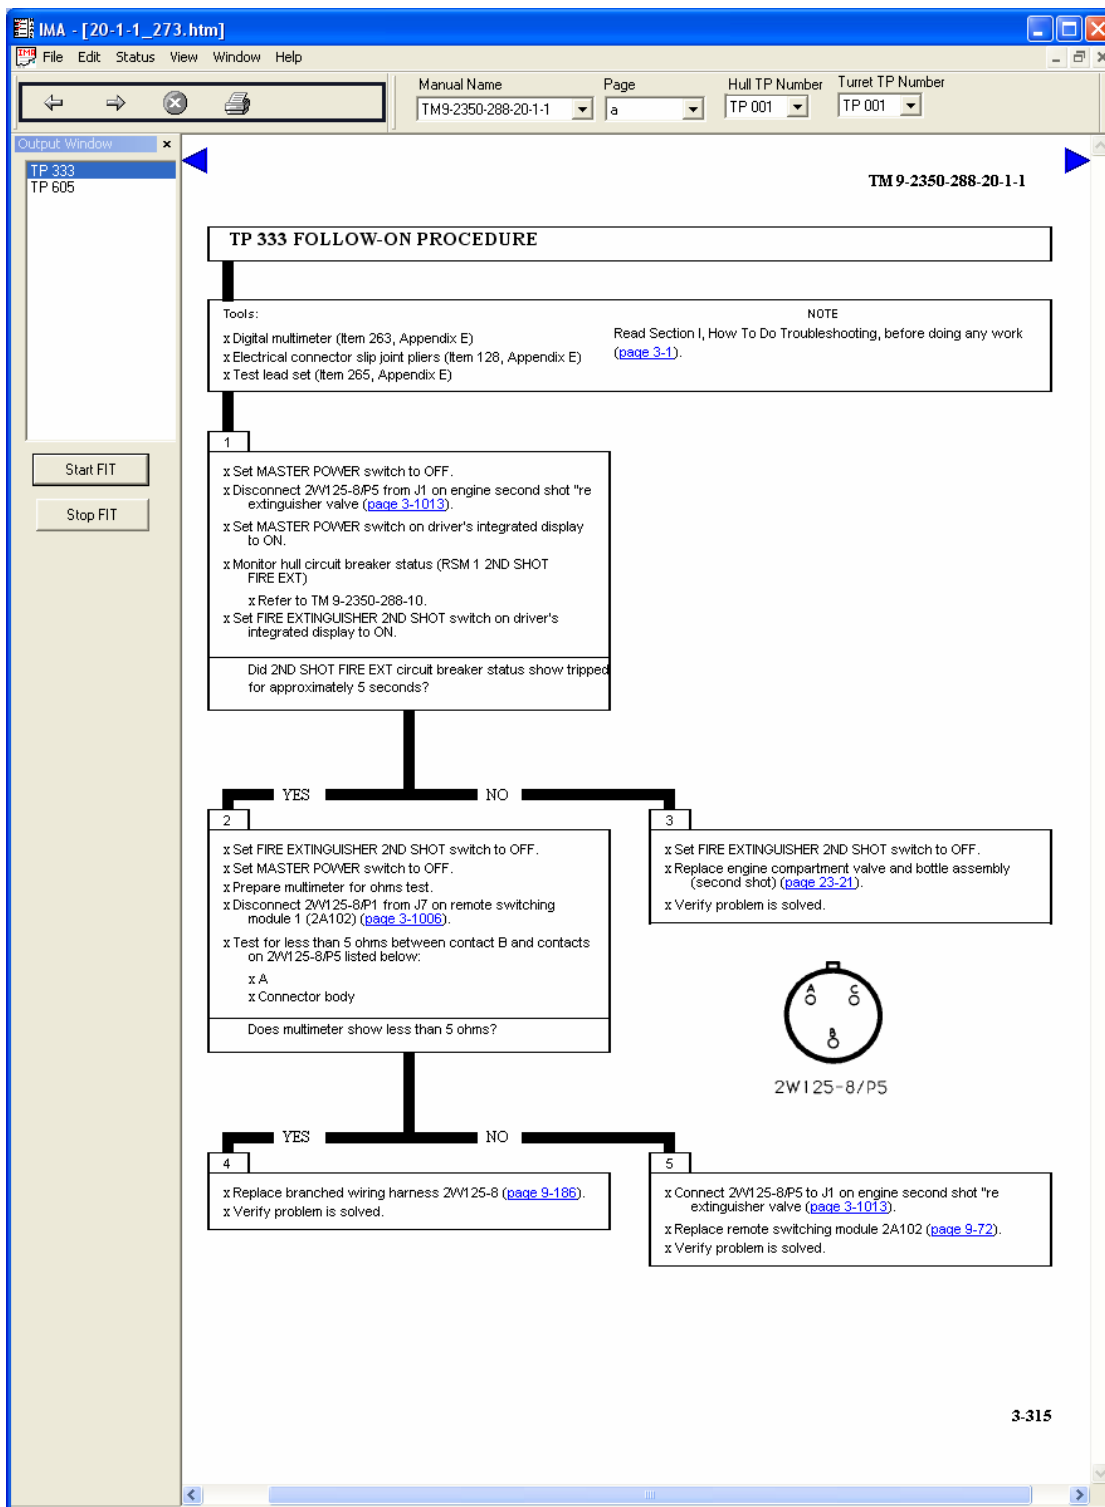 IMA - [20-1-1_273.htm]
File Edit Status View Window Help
Manual Name
Page
Hull TP Number
Turret TP Number
TM9-2350-288-20-1-1
a
TP 001
TP 001
Output Window
TP 333
TP 605
Start FIT
Stop FIT
TM 9-2350-288-20-1-1
TP 333 FOLLOW-ON PROCEDURE
Tools:
x Digital multimeter (Item 263, Appendix E)
x Electrical connector slip joint pliers (Item 128, Appendix E)
x Test lead set (Item 265, Appendix E)
NOTE
Read Section I, How To Do Troubleshooting, before doing any work
(page 3-1).
1
x Set MASTER POWER switch to OFF.
x Disconnect 2W125-8/P5 from J1 on engine second shot "re
extinguisher valve (page 3-1013).
x Set MASTER POWER switch on driver's integrated display
to ON.
x Monitor hull circuit breaker status (RSM 1 2ND SHOT
FIRE EXT)
x Refer to TM 9-2350-288-10.
x Set FIRE EXTINGUISHER 2ND SHOT switch on driver's
integrated display to ON.
Did 2ND SHOT FIRE EXT circuit breaker status show tripped
for approximately 5 seconds?
YES
NO
2
x Set FIRE EXTINGUISHER 2ND SHOT switch to OFF.
x Set MASTER POWER switch to OFF.
x Prepare multimeter for ohms test.
x Disconnect 2W125-8/P1 from J7 on remote switching
module 1 (2A102) (page 3-1006).
x Test for less than 5 ohms between contact B and contacts
on 2W125-8/P5 listed below:
x A
x Connector body
Does multimeter show less than 5 ohms?
3
x Set FIRE EXTINGUISHER 2ND SHOT switch to OFF.
x Replace engine compartment valve and bottle assembly
(second shot) (page 23-21).
x Verify problem is solved.
A C
B
2W125-8/P5
YES
NO
4
x Replace branched wiring harness 2W125-8 (page 9-186).
x Verify problem is solved.
5
x Connect 2W125-8/P5 to J1 on engine second shot "re
extinguisher valve (page 3-1013).
x Replace remote switching module 2A102 (page 9-72).
x Verify problem is solved.
3-315